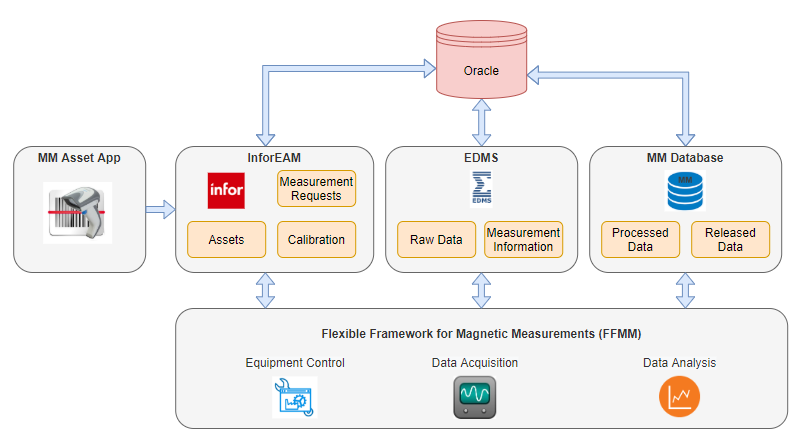 Oracle
MM Asset App
InforEAM
infor
Measurement
Requests
Assets
Calibration
EDMS
EDMS
Raw Data
Measurement
Information
MM Database
MM
Processed
Data
Released
Data
Flexible Framework for Magnetic Measurements (FFMM)
Equipment Control
Data Acquisition
Data Analysis